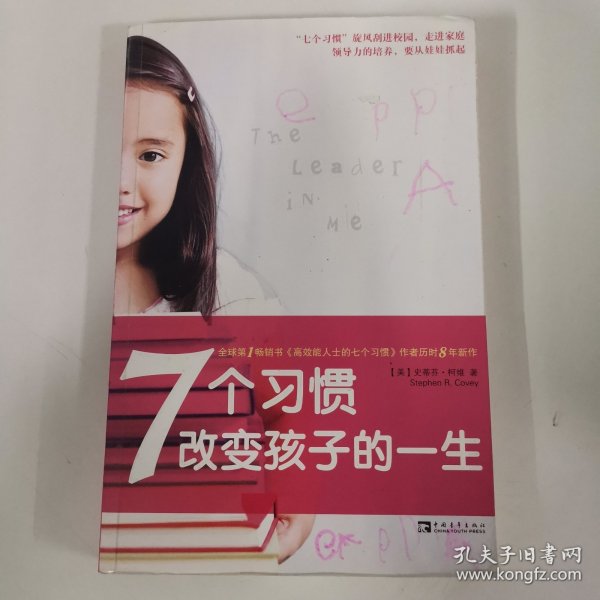 “七个习惯”旋风刮进校园，走进家庭
领导力的培养，要从娃娃抓起
e pp
The
Leader
A
iN
Me
全球第1畅销书《高效能人士的七个习惯》作者历时8年新作
【美】史蒂芬·柯维 著
Stephen R. Covey
7个习惯
改变孩子的一生
中国青年出版社
CHINA YOUTH PRESS
孔夫子旧书网
www.kongfz.com